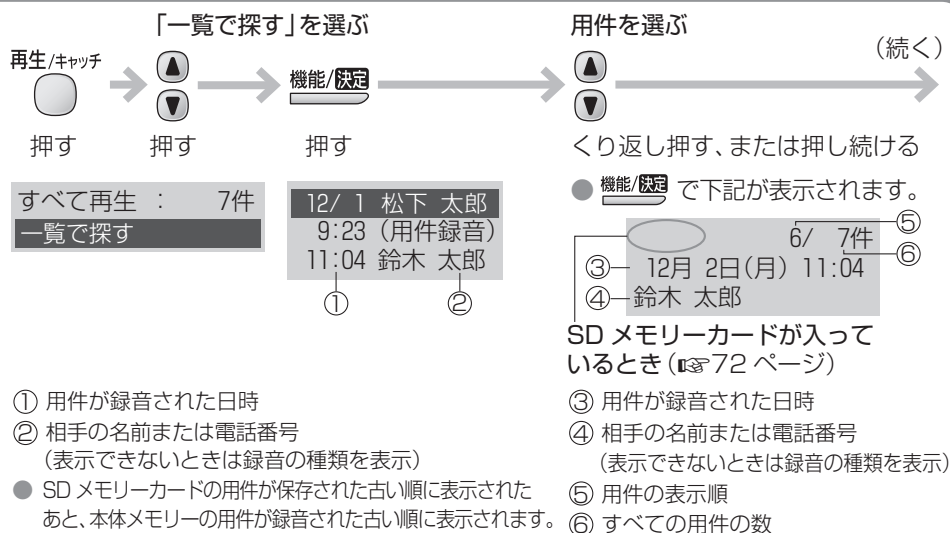 「一覧で探す」を選ぶ
用件を選ぶ
（続く）
再生/キャッチ
機能/決定
押す
押す
押す
くり返し押す、または押し続ける
すべて再生 : 7件
一覧で探す
12/ 1 松下 太郎
9:23 (用件録音)
11:04 鈴木 太郎
①
②
● 機能/決定 で下記が表示されます。
6/ 7件
⑤
⑥
③ 12月 2日(月) 11:04
④ 鈴木 太郎
SD メモリーカードが入って
いるとき（☞72 ページ）
① 用件が録音された日時
② 相手の名前または電話番号
（表示できないときは録音の種類を表示）
● SD メモリーカードの用件が保存された古い順に表示された
あと、本体メモリーの用件が録音された古い順に表示されます。
③ 用件が録音された日時
④ 相手の名前または電話番号
（表示できないときは録音の種類を表示）
⑤ 用件の表示順
⑥ すべての用件の数